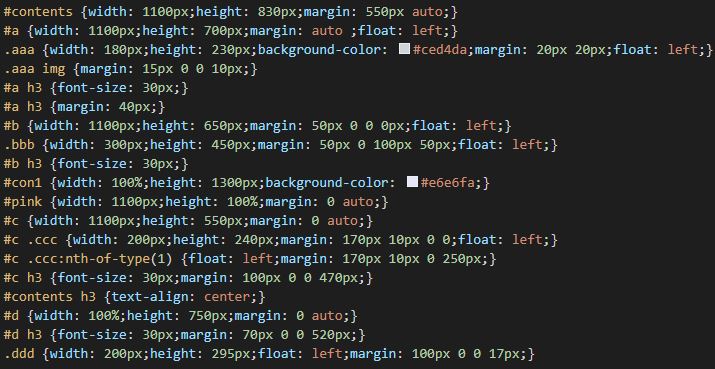 #contents {width: 1100px;height: 830px;margin: 550px auto;}
#a {width: 1100px;height: 700px;margin: auto ;float: left;}
.aaa {width: 180px;height: 230px;background-color: #ced4da;margin: 20px 20px;float: left;}
.aaa img {margin: 15px 0 0 10px;}
#a h3 {font-size: 30px;}
#a h3 {margin: 40px;}
#b {width: 1100px;height: 650px;margin: 50px 0 0 0px;float: left;}
.bbb {width: 300px;height: 450px;margin: 50px 0 100px 50px;float: left;}
#b h3 {font-size: 30px;}
#con1 {width: 100%;height: 1300px;background-color: #e6e6fa;}
#pink {width: 1100px;height: 100%;margin: 0 auto;}
#c {width: 1100px;height: 550px;margin: 0 auto;}
#c .ccc {width: 200px;height: 240px;margin: 170px 10px 0 0;float: left;}
#c .ccc:nth-of-type(1) {float: left;margin: 170px 10px 0 250px;}
#c h3 {font-size: 30px;margin: 100px 0 0 470px;}
#contents h3 {text-align: center;}
#d {width: 100%;height: 750px;margin: 0 auto;}
#d h3 {font-size: 30px;margin: 70px 0 0 520px;}
.ddd {width: 200px;height: 295px;float: left;margin: 100px 0 0 17px;}